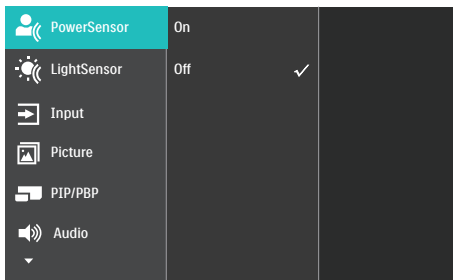 PowerSensor
On
LightSensor
Off
Input
Picture
PIP/PBP
Audio